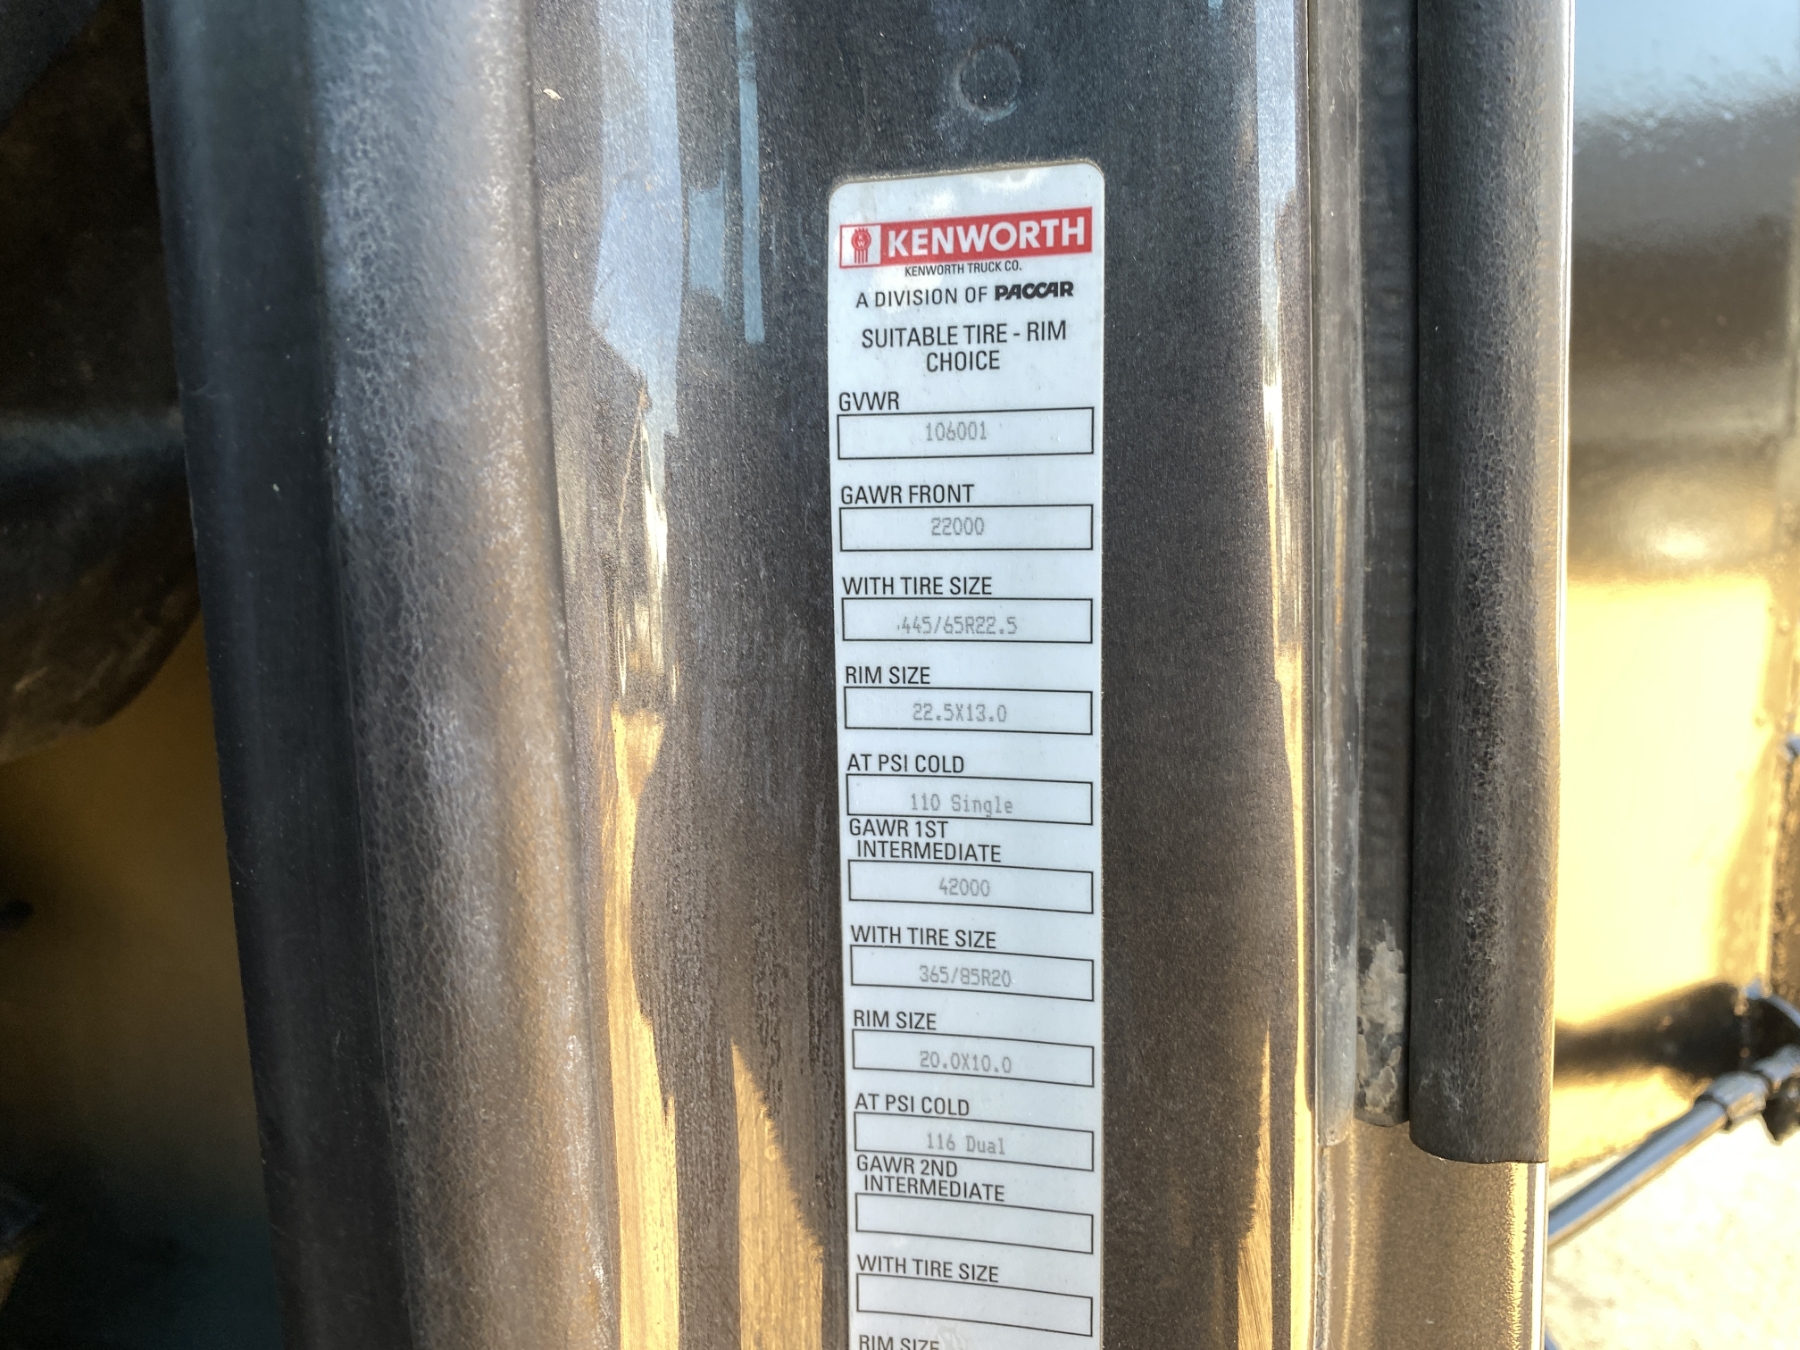 KENWORTH
KENWORTH TRUCK CO.
A DIVISION OF PACCAR
SUITABLE TIRE - RIM
CHOICE
GVWR
106001
GAWR FRONT
22000
WITH TIRE SIZE
445/65R22.5
RIM SIZE
22.5X13.0
AT PSI COLD
110 Single
GAWR 1ST
INTERMEDIATE
42000
WITH TIRE SIZE
365/85R20
RIM SIZE
20.0X10.0
AT PSI COLD
116 Dual
GAWR 2ND
INTERMEDIATE
WITH TIRE SIZE
RIM SIZE